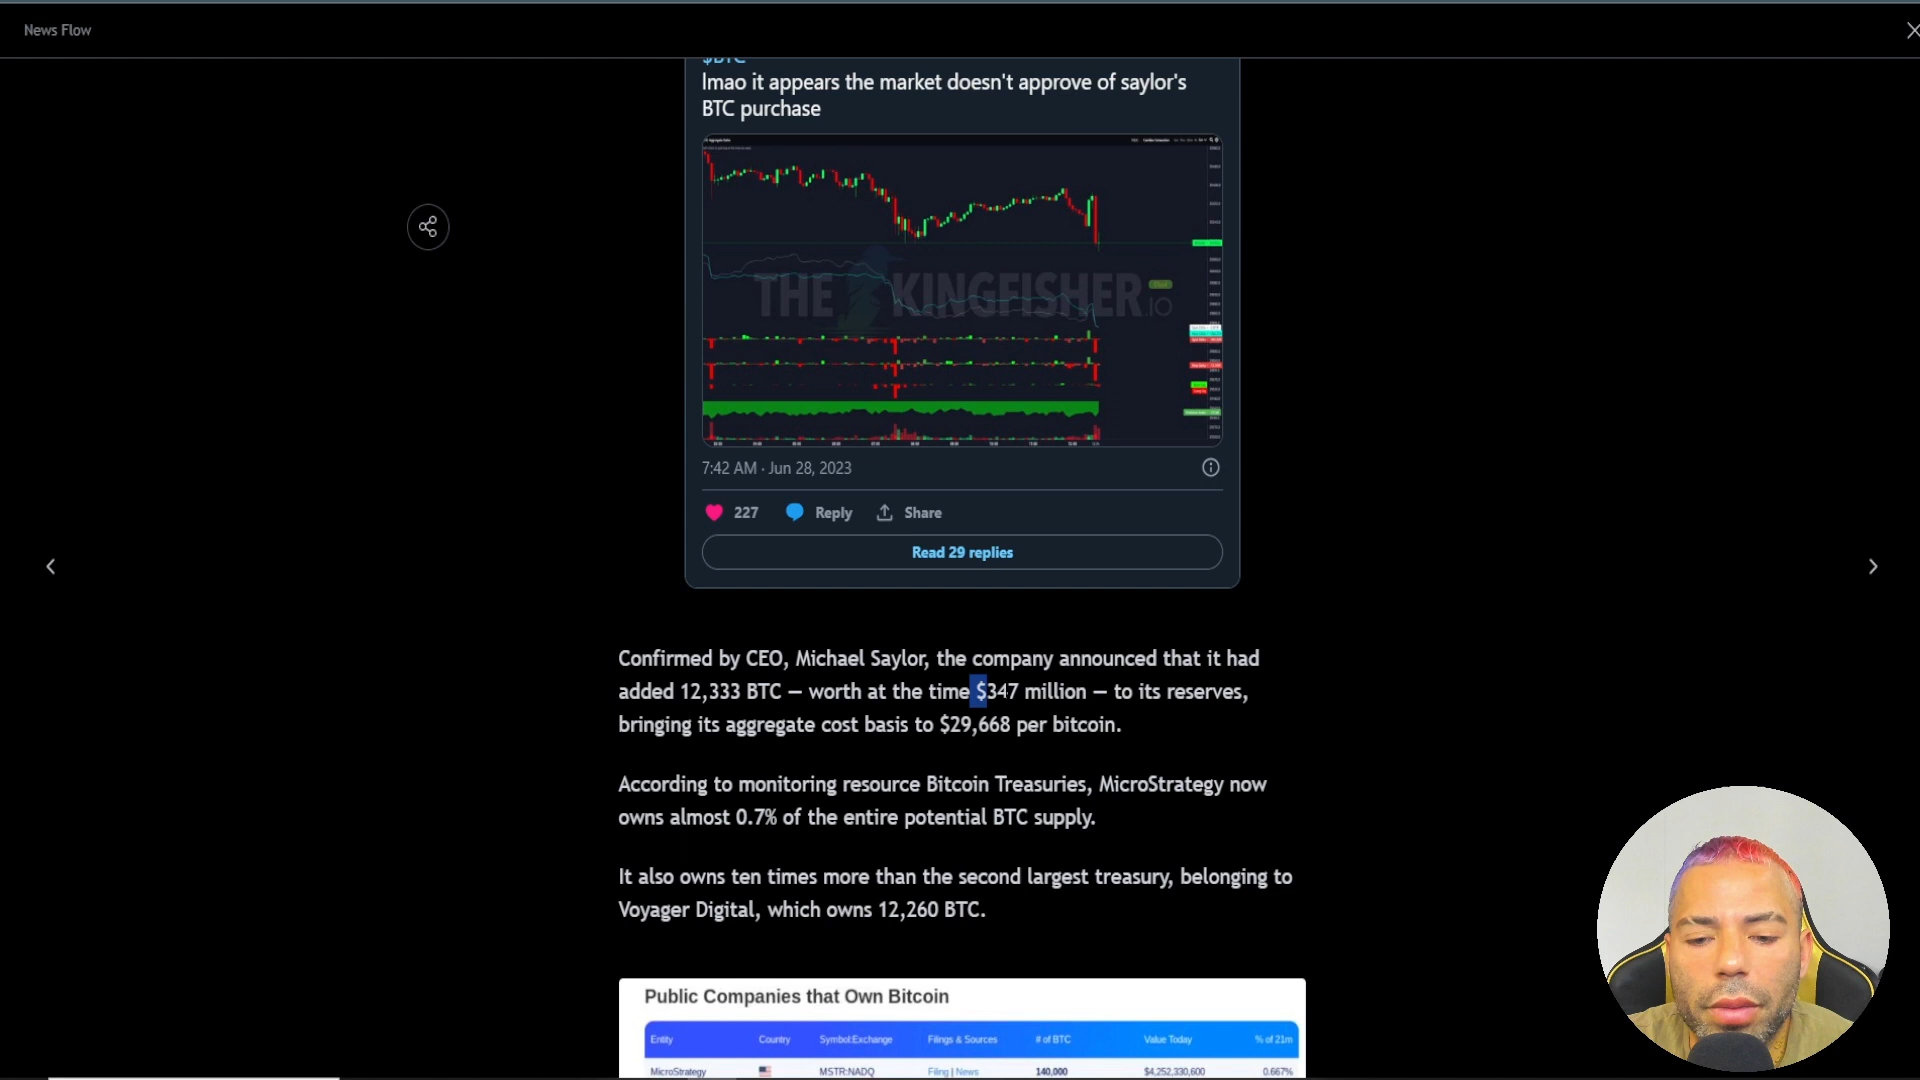 News Flow
$BTC
lmao it appears the market doesn't approve of saylor's
BTC purchase
THE KINGFISHER.io
7:42 AM · Jun 28, 2023
227 Reply Share
Read 29 replies
Confirmed by CEO, Michael Saylor, the company announced that it had
added 12,333 BTC — worth at the time $347 million — to its reserves,
bringing its aggregate cost basis to $29,668 per bitcoin.
According to monitoring resource Bitcoin Treasuries, MicroStrategy now
owns almost 0.7% of the entire potential BTC supply.
It also owns ten times more than the second largest treasury, belonging to
Voyager Digital, which owns 12,260 BTC.
Public Companies that Own Bitcoin
Entity Country Symbol:Exchange Filings & Sources # of BTC Value Today % of 21m
MicroStrategy MSTR:NADQ Filing | News 140,000 $4,252,330,600 0.667%